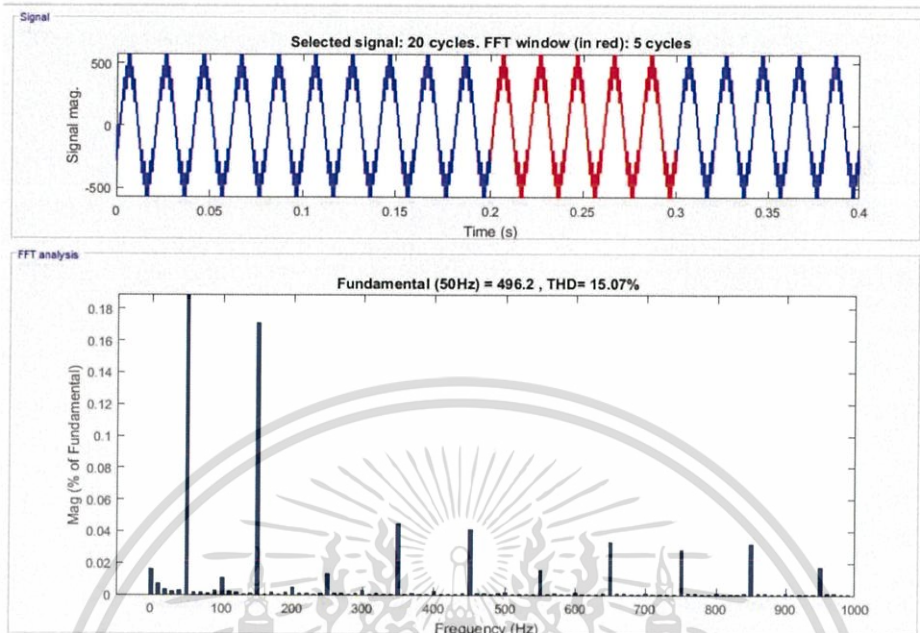 Signal
Selected signal: 20 cycles. FFT window (in red): 5 cycles
500
0
-500
Signal mag.
0 0.05 0.1 0.15 0.2 0.25 0.3 0.35 0.4
Time (s)
FFT analysis
Fundamental (50Hz) = 496.2 , THD= 15.07%
0.18
0.16
0.14
0.12
0.1
0.08
0.06
0.04
0.02
0
Mag (% of Fundamental)
0 100 200 300 400 500 600 700 800 900 1000
Frequency (Hz)